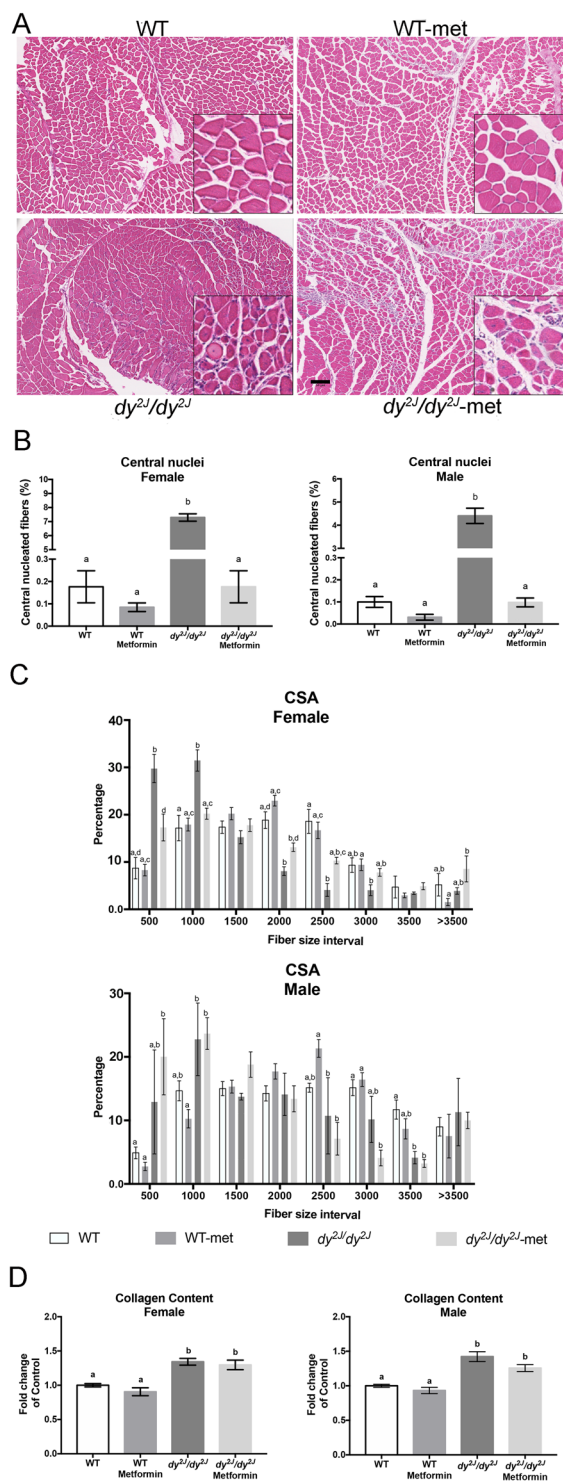 A
WT
WT-met
dy2J/dy2J
dy2J/dy2J-met
B
Central nuclei
Female
Central nucleated fibers (%)
10
9
8
7
6
5
0.3
0.2
0.1
0.0
a
a
b
a
WT
WT
Metformin
dy2J/dy2J
dy2J/dy2J
Metformin
Central nuclei
Male
Central nucleated fibers (%)
6
5
4
3
2
0.3
0.2
0.1
0.0
a
a
b
a
WT
WT
Metformin
dy2J/dy2J
dy2J/dy2J
Metformin
C
CSA
Female
Percentage
40
30
20
10
0.0
a,d
a,c
b
d
a
a,c
b
a,c
a,d
a,c
b
b,d
a
a,c
b
a,b,c
a,b
a
b
a,b
a,b
a
a,b
b
500
1000
1500
2000
2500
3000
3500
>3500
Fiber size interval
CSA
Male
Percentage
30
20
10
0.0
a
a
a,b
b
a,b
a
b
b
a,b
a
b
b
a
a
a,b
b
a
a,b
b
b
500
1000
1500
2000
2500
3000
3500
>3500
Fiber size interval
WT
WT-met
dy2J/dy2J
dy2J/dy2J-met
D
Collagen Content
Female
Fold change
of Control
2.0
1.5
1.0
0.5
0.0
a
a
b
b
WT
WT
Metformin
dy2J/dy2J
dy2J/dy2J
Metformin
Collagen Content
Male
Fold change
of Control
2.0
1.5
1.0
0.5
0.0
a
a
b
b
WT
WT
Metformin
dy2J/dy2J
dy2J/dy2J
Metformin